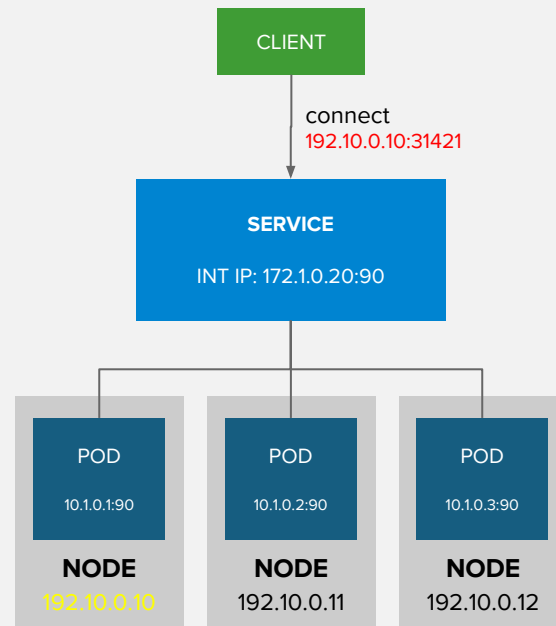 CLIENT
connect
192.10.0.10:31421
SERVICE
INT IP: 172.1.0.20:90
POD
10.1.0.1:90
NODE
192.10.0.10
POD
10.1.0.2:90
NODE
192.10.0.11
POD
10.1.0.3:90
NODE
192.10.0.12